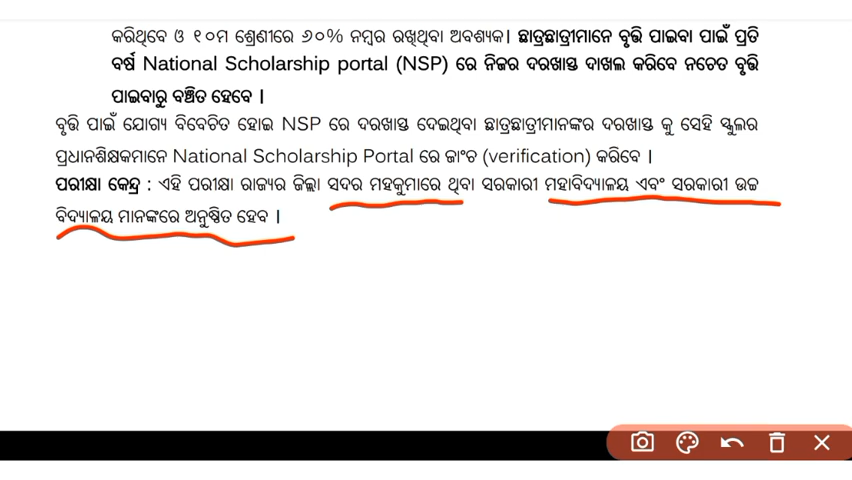 କରିଥିବେ ଓ ୧୦ମ ଶ୍ରେଣୀରେ ୬୦% ନମ୍ବର ରଖିଥିବା ଅବଶ୍ୟକ। ଛାତ୍ରଛାତ୍ରୀମାନେ ବୃତ୍ତି ପାଇବା ପାଇଁ ପ୍ରତି
ବର୍ଷ National Scholarship portal (NSP) ରେ ନିଜର ଦରଖାସ୍ତ ଦାଖଲ କରିବେ ନଚେତ ବୃତ୍ତି
ପାଇବାରୁ ବଞ୍ଚିତ ହେବେ।
ବୃତ୍ତି ପାଇଁ ଯୋଗ୍ୟ ବିବେଚିତ ହୋଇ NSP ରେ ଦରଖାସ୍ତ ଦେଇଥିବା ଛାତ୍ରଛାତ୍ରୀମାନଙ୍କର ଦରଖାସ୍ତ କୁ ସେହି ସ୍କୁଲର
ପ୍ରଧାନଶିକ୍ଷକମାନେ National Scholarship Portal ରେ ଜାଂଚ (verification) କରିବେ।
ପରୀକ୍ଷା କେନ୍ଦ୍ର : ଏହି ପରୀକ୍ଷା ରାଜ୍ୟର ଜିଲ୍ଲା ସଦର ମହକୁମାରେ ଥିବା ସରକାରୀ ମହାବିଦ୍ୟାଳୟ ଏବଂ ସରକାରୀ ଉଚ୍ଚ
ବିଦ୍ୟାଳୟ ମାନଙ୍କରେ ଅନୁଷ୍ଠିତ ହେବ।